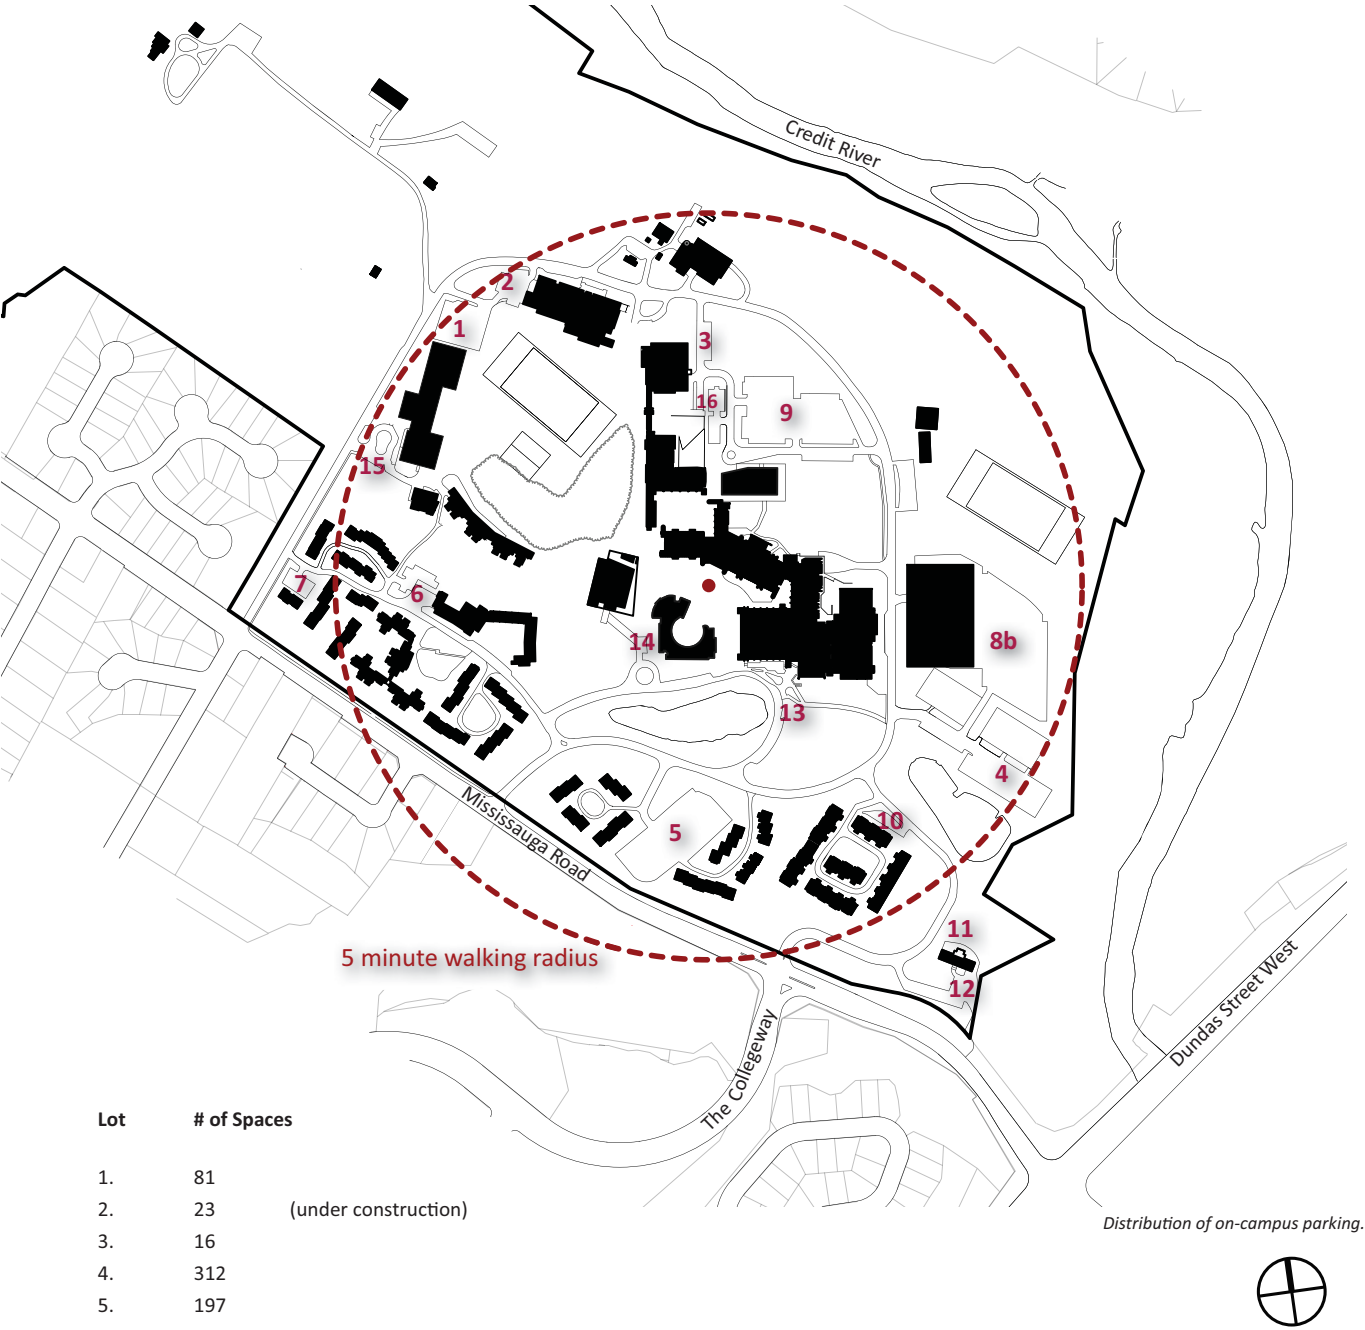 Credit River
2
1
3
16
9
15
7
6
14
8b
13
4
5
10
Mississauga Road
11
5 minute walking radius
12
Dundas Street West
The Collegeway
Lot # of Spaces
1. 81
2. 23 (under construction)
3. 16
4. 312
5. 197
Distribution of on-campus parking.